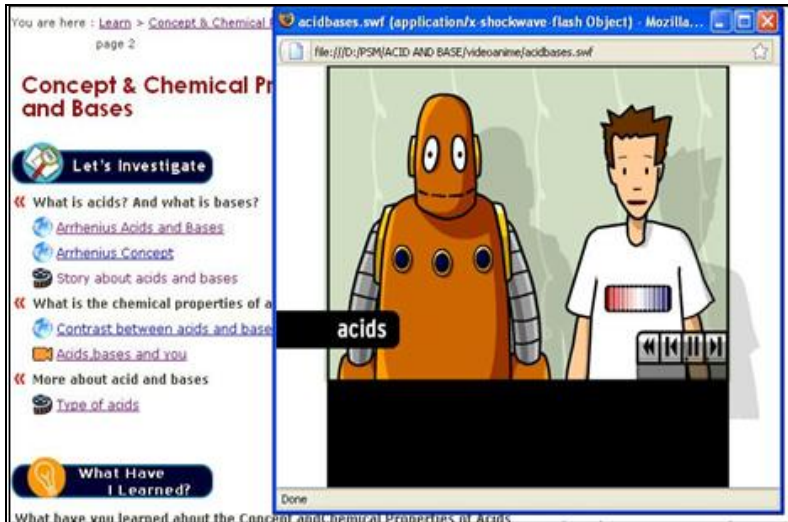 You are here : Learn > Concept & Chemical
page 2
Concept & Chemical Pr
and Bases
Let's Investigate
What is acids? And what is bases?
Arrhenius Acids and Bases
Arrhenius Concept
Story about acids and bases
What is the chemical properties of a
Contrast between acids and base
Acids,bases and you
More about acid and bases
Type of acids
What Have
I Learned?
What have you learned about the Concept andChemical Properties of Acids
acidbases.swf (application/x-shockwave-flash Object) - Mozilla...
file:///D:/PSM/ACID AND BASE/videoanime/acidbases.swf
acids
Done